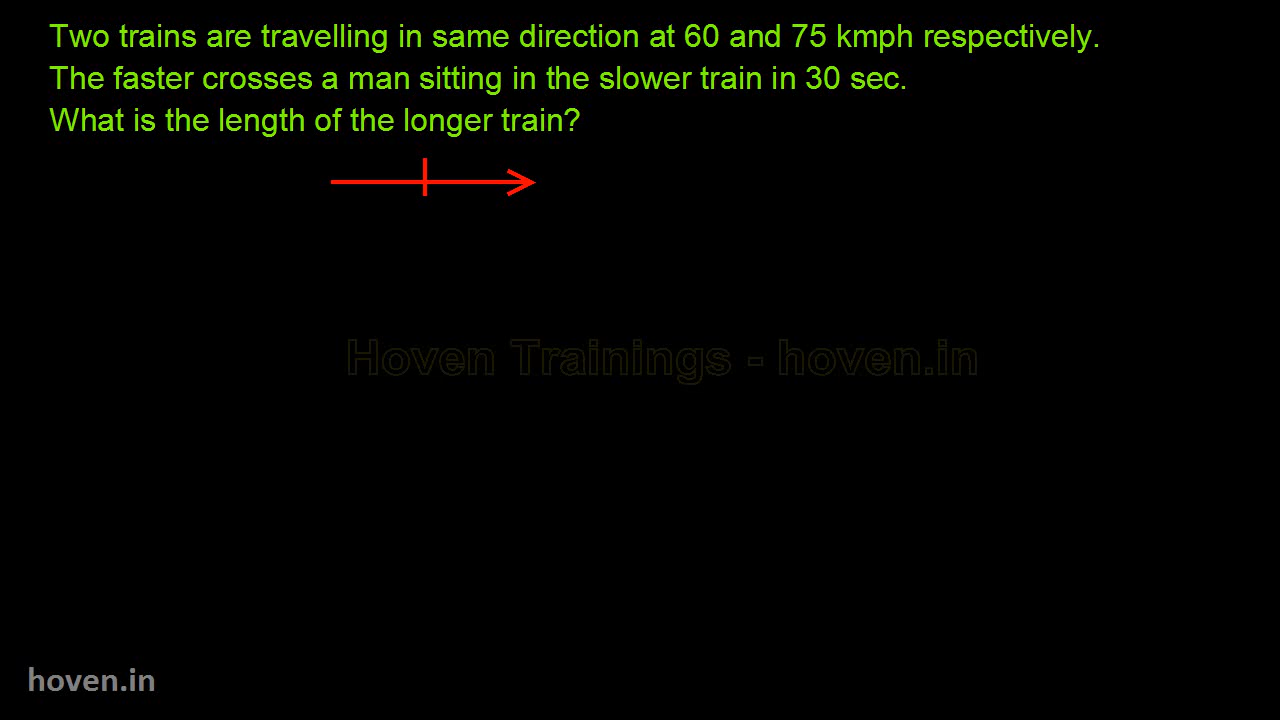 Two trains are travelling in same direction at 60 and 75 kmph respectively.
The faster crosses a man sitting in the slower train in 30 sec.
What is the length of the longer train?
Hoven Trainings - hoven.in
hoven.in